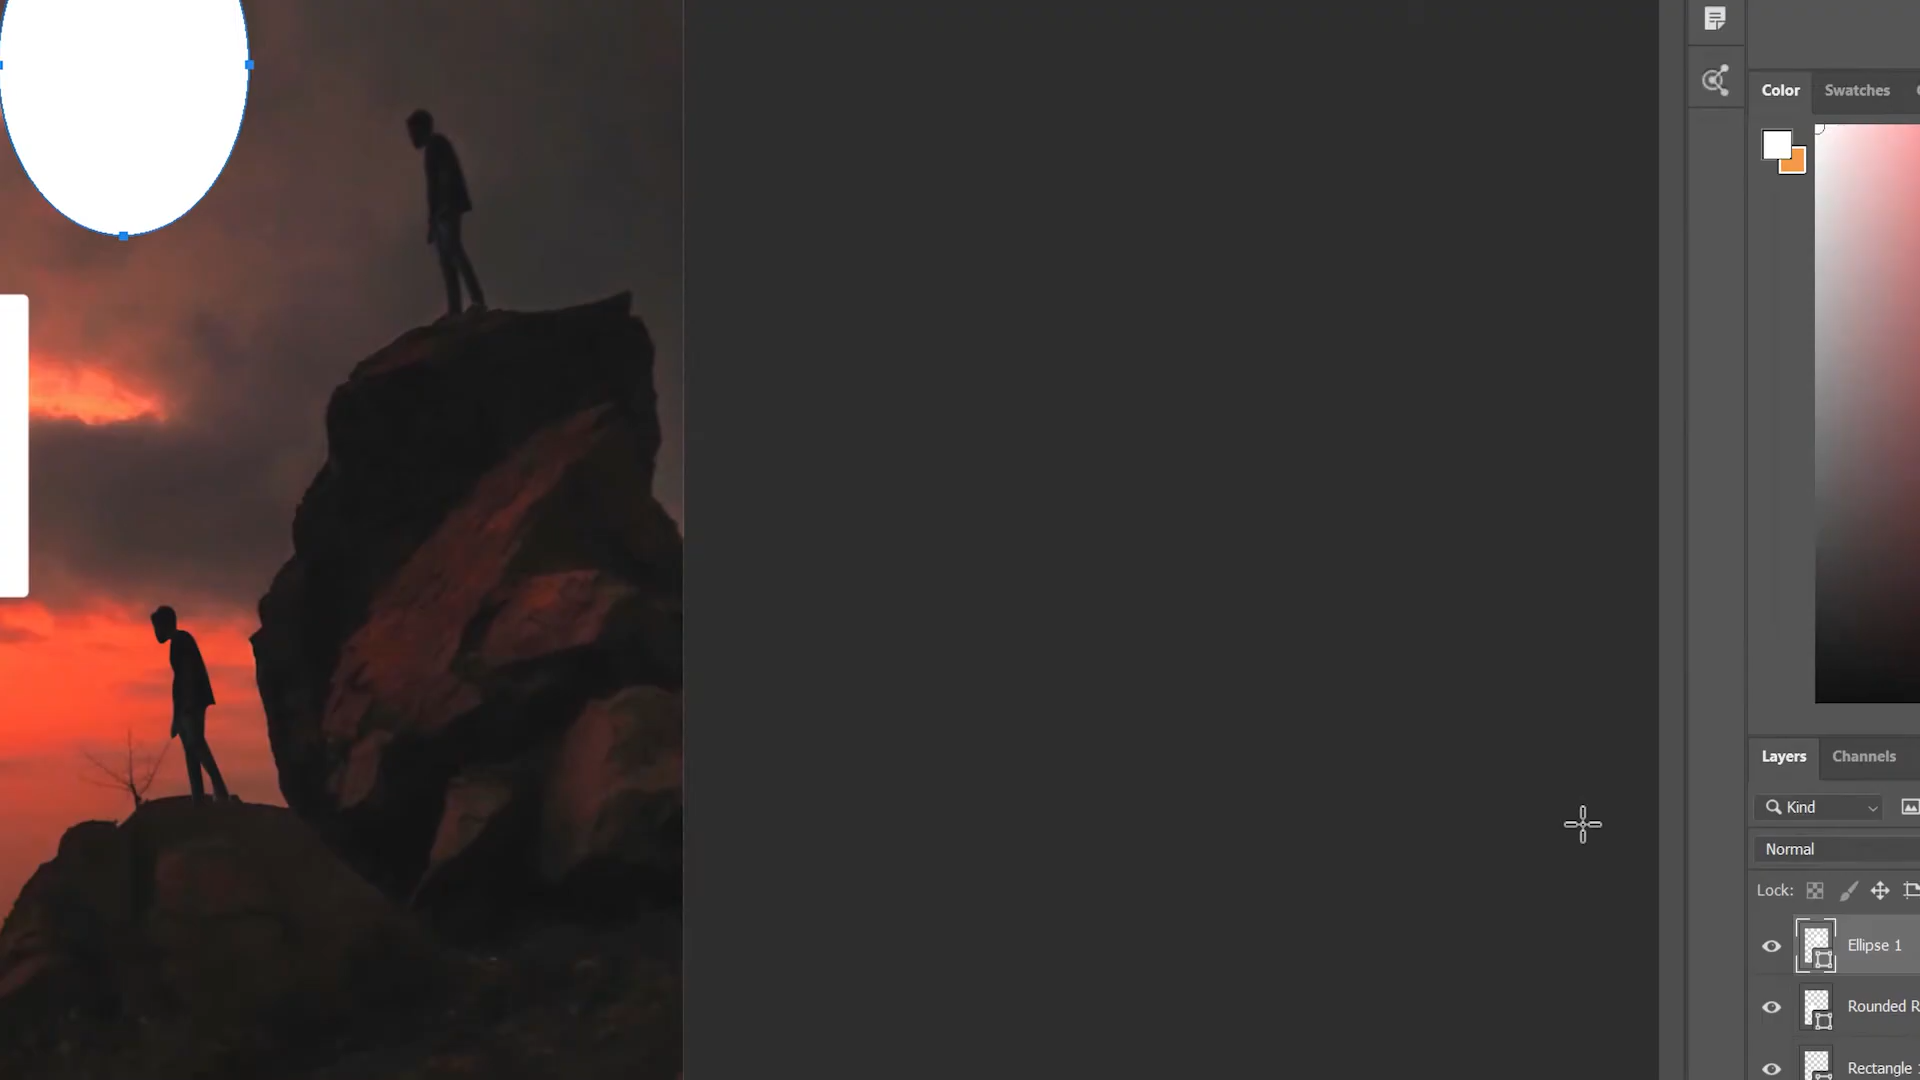 Color Swatches
Layers Channels
Kind
Normal
Lock:
Ellipse 1
Rounded R
Rectangle